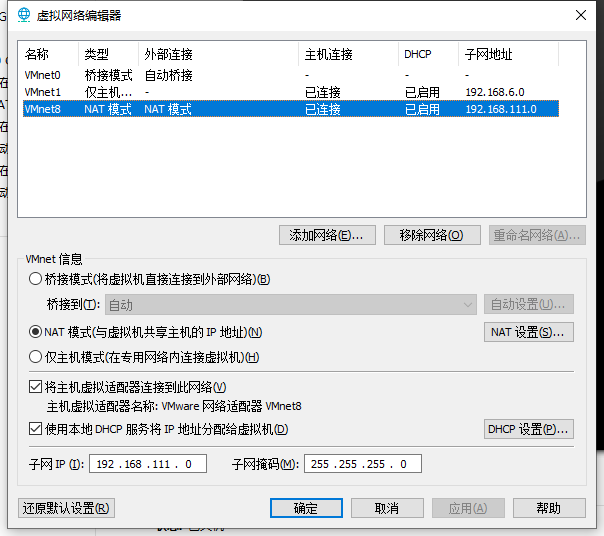 虚拟网络编辑器
名称 类型 外部连接 主机连接 DHCP 子网地址
VMnet0 桥接模式 自动桥接 - - -
VMnet1 仅主机... - 已连接 已启用 192.168.6.0
VMnet8 NAT 模式 NAT 模式 已连接 已启用 192.168.111.0
添加网络(E)... 移除网络(O) 重命名网络(A)...
VMnet 信息
桥接模式(将虚拟机直接连接到外部网络)(B)
桥接到(T): 自动 自动设置(U)...
NAT 模式(与虚拟机共享主机的 IP 地址)(N) NAT 设置(S)...
仅主机模式(在专用网络内连接虚拟机)(H)
将主机虚拟适配器连接到此网络(V)
主机虚拟适配器名称: VMware 网络适配器 VMnet8
使用本地 DHCP 服务将 IP 地址分配给虚拟机(D) DHCP 设置(P)...
子网 IP (I): 192 .168 .111 . 0 子网掩码(M): 255 .255 .255 . 0
还原默认设置(R) 确定 取消 应用(A) 帮助